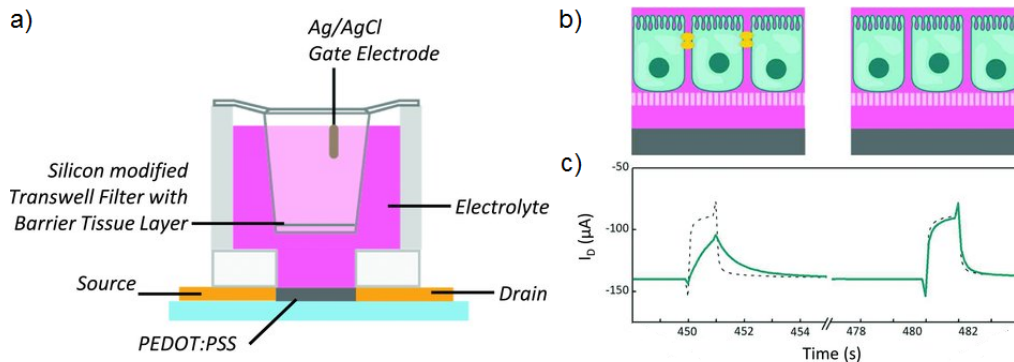 a)
Ag/AgCl
Gate Electrode
Silicon modified
Transwell Filter with
Barrier Tissue Layer
Electrolyte
Source
Drain
PEDOT:PSS
b)
c)
-50
-100
-150
I_D (μA)
450
452
454
478
480
482
Time (s)